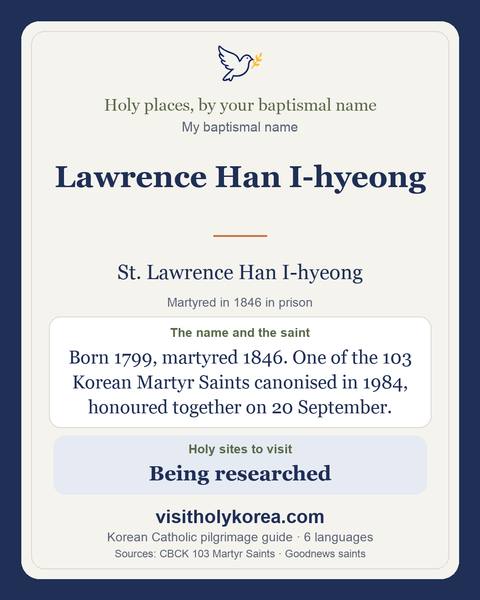 Holy places, by your baptismal name
My baptismal name
Lawrence Han I-hyeong
St. Lawrence Han I-hyeong
Martyred in 1846 in prison
The name and the saint
Born 1799, martyred 1846. One of the 103
Korean Martyr Saints canonised in 1984,
honoured together on 20 September.
Holy sites to visit
Being researched
visitholykorea.com
Korean Catholic pilgrimage guide · 6 languages
Sources: CBCK 103 Martyr Saints · Goodnews saints